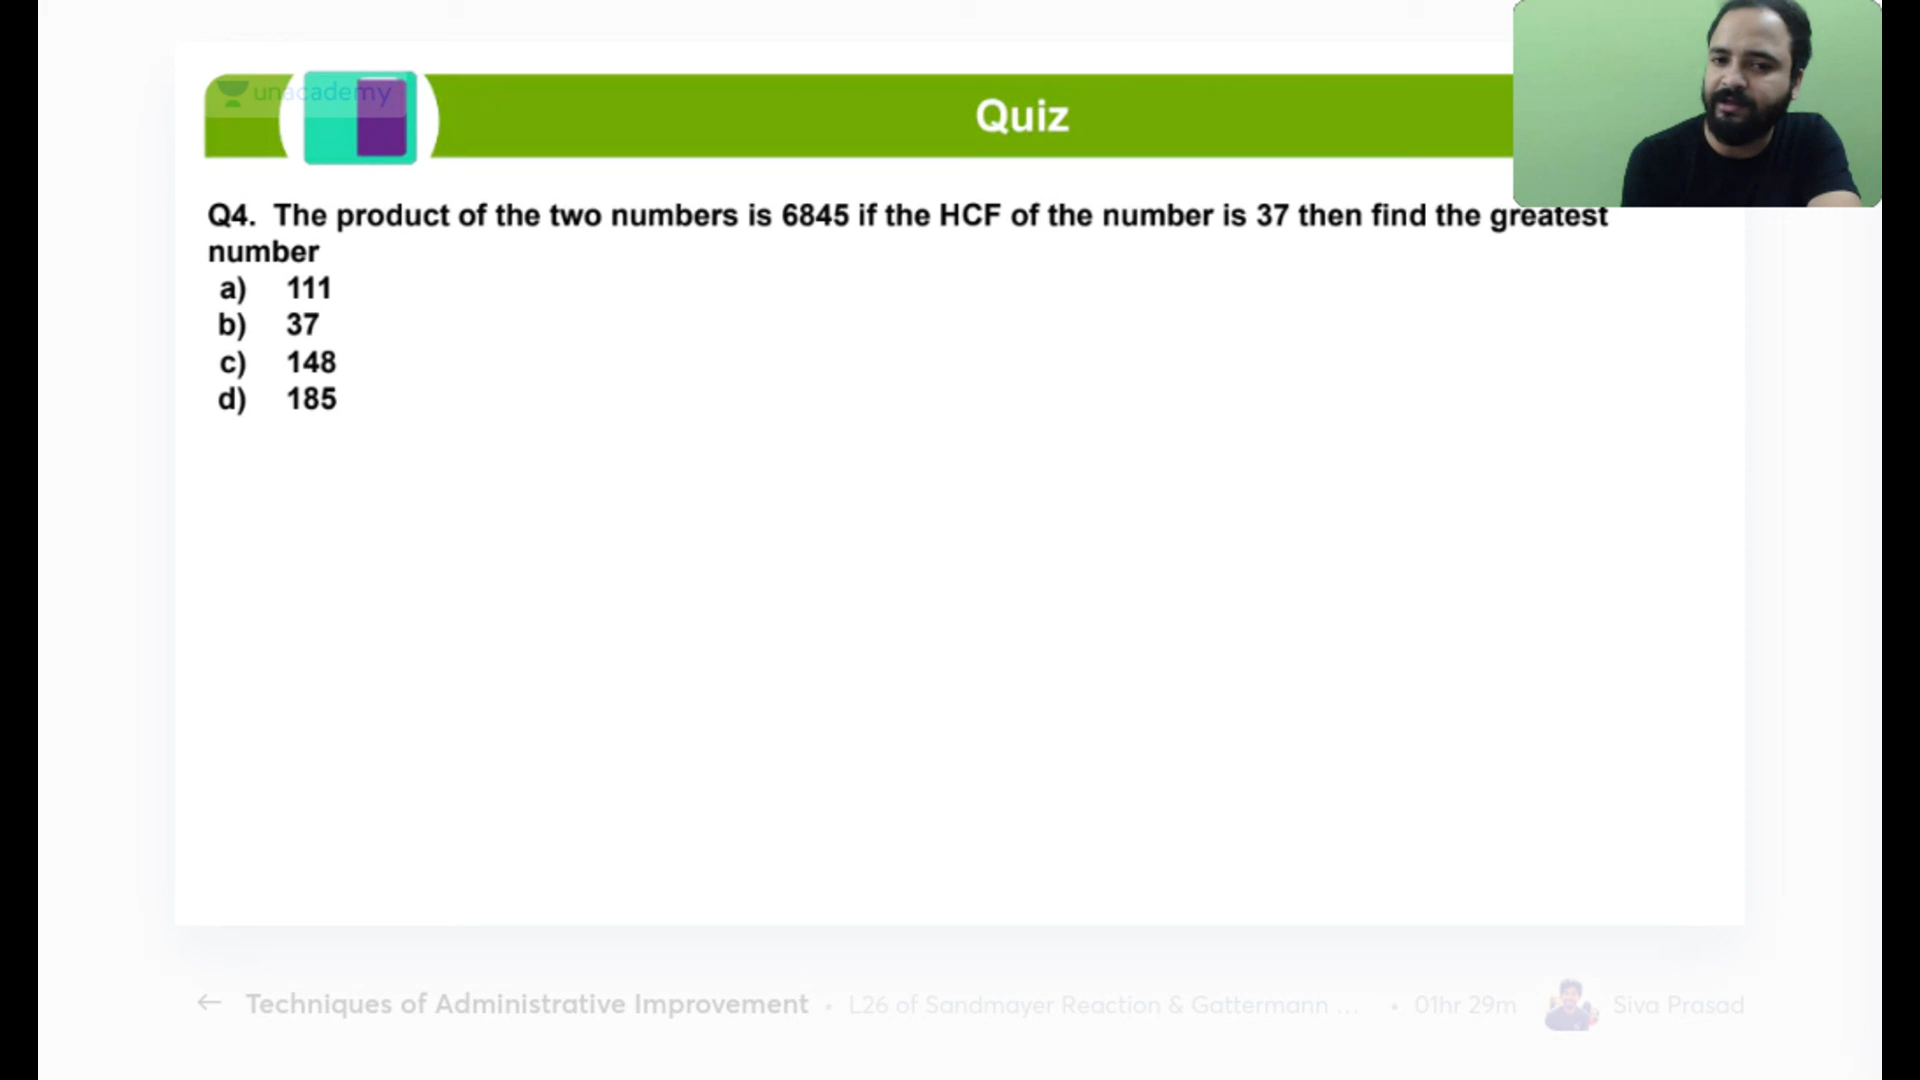 unacademy
Quiz
Q4. The product of the two numbers is 6845 if the HCF of the number is 37 then find the greatest
number
a) 111
b) 37
c) 148
d) 185
← Techniques of Administrative Improvement • L26 of Sandmayer Reaction & Gattermann ... • 01hr 29m Siva Prasad